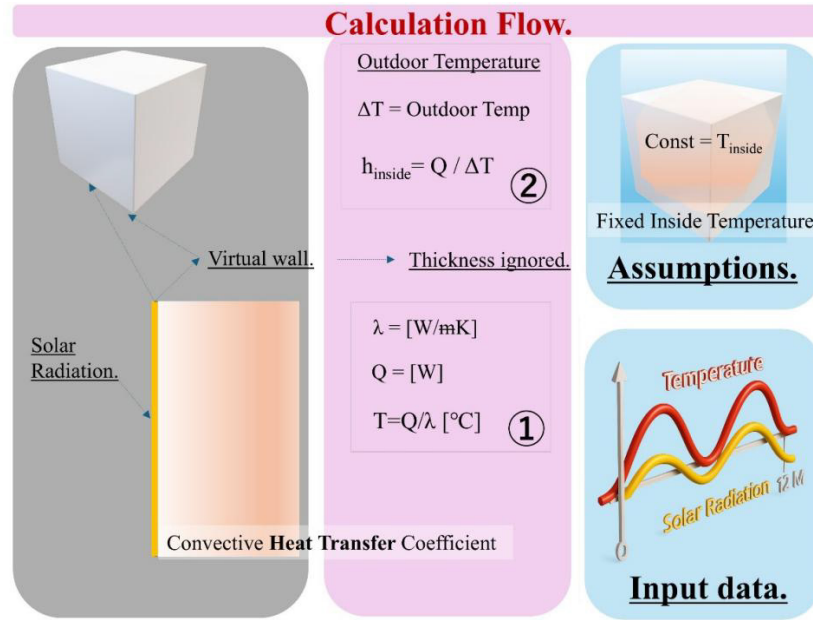 Calculation Flow.
Virtual wall.
Solar
Radiation.
Convective Heat Transfer Coefficient
Outdoor Temperature
ΔT = Outdoor Temp
h_inside= Q / ΔT
②
Thickness ignored.
λ = [W/mK]
Q = [W]
T=Q/λ [°C]
①
Const = T_inside
Fixed Inside Temperature
Assumptions.
Temperature
Solar Radiation
12 M
0
Input data.